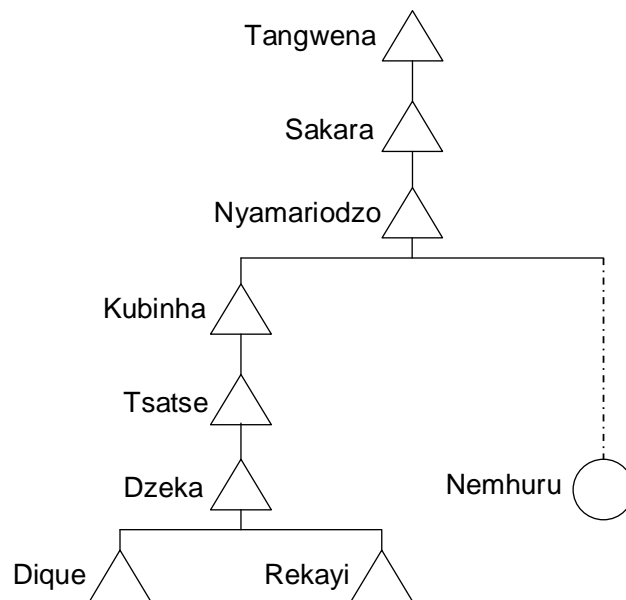 Tangwena
Sakara
Nyamariodzo
Kubinha
Tsatse
Dzeka
Nemhuru
Dique
Rekayi